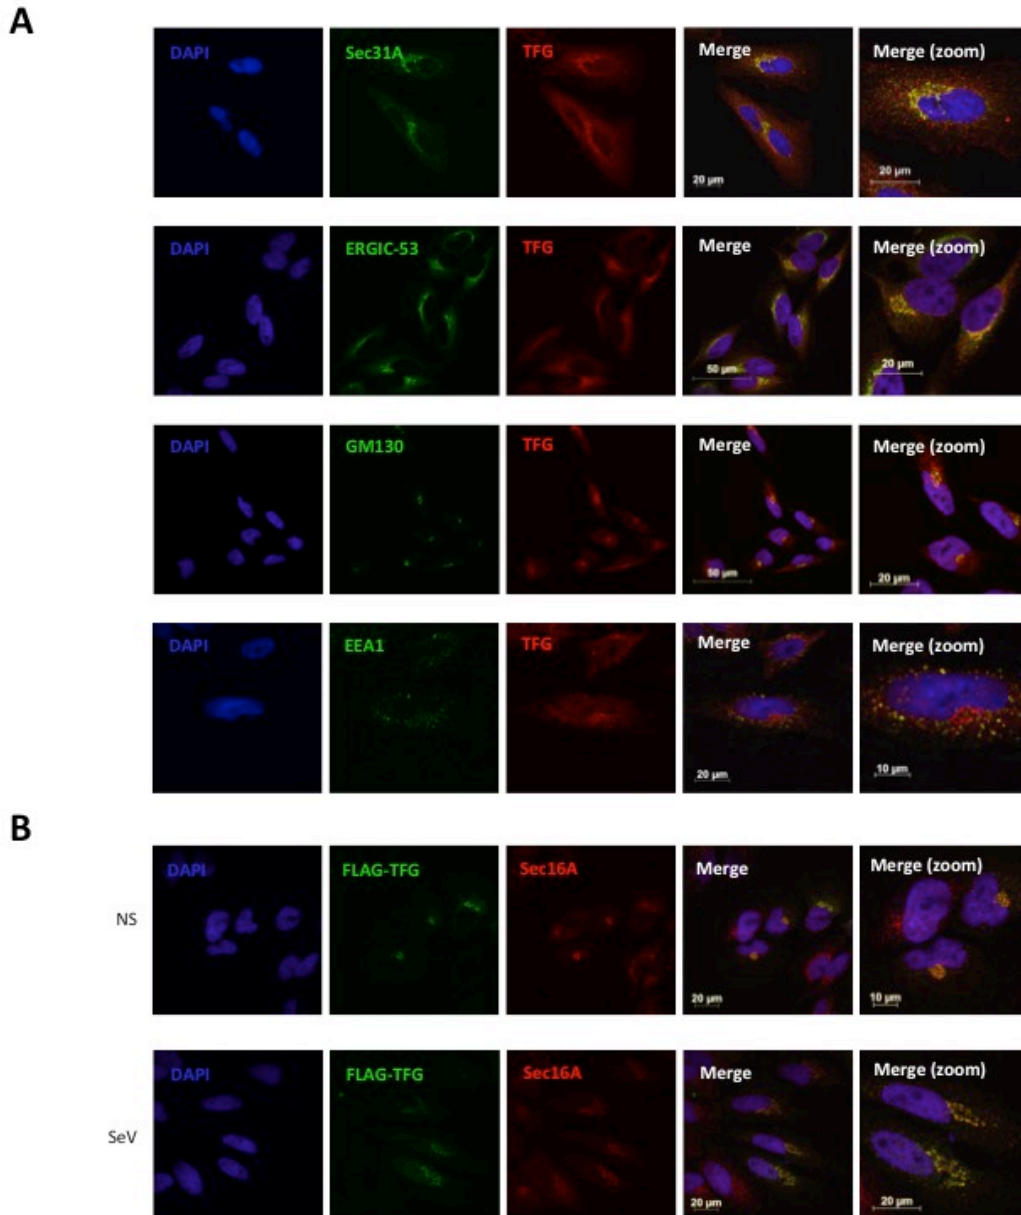 A
DAPI Sec31A TFG Merge Merge (zoom)
20 µm 20 µm
DAPI ERGIC-53 TFG Merge Merge (zoom)
50 µm 20 µm
DAPI GM130 TFG Merge Merge (zoom)
50 µm 20 µm
DAPI EEA1 TFG Merge Merge (zoom)
20 µm 10 µm
B
NS DAPI FLAG-TFG Sec16A Merge Merge (zoom)
20 µm 10 µm
SeV DAPI FLAG-TFG Sec16A Merge Merge (zoom)
20 µm 20 µm